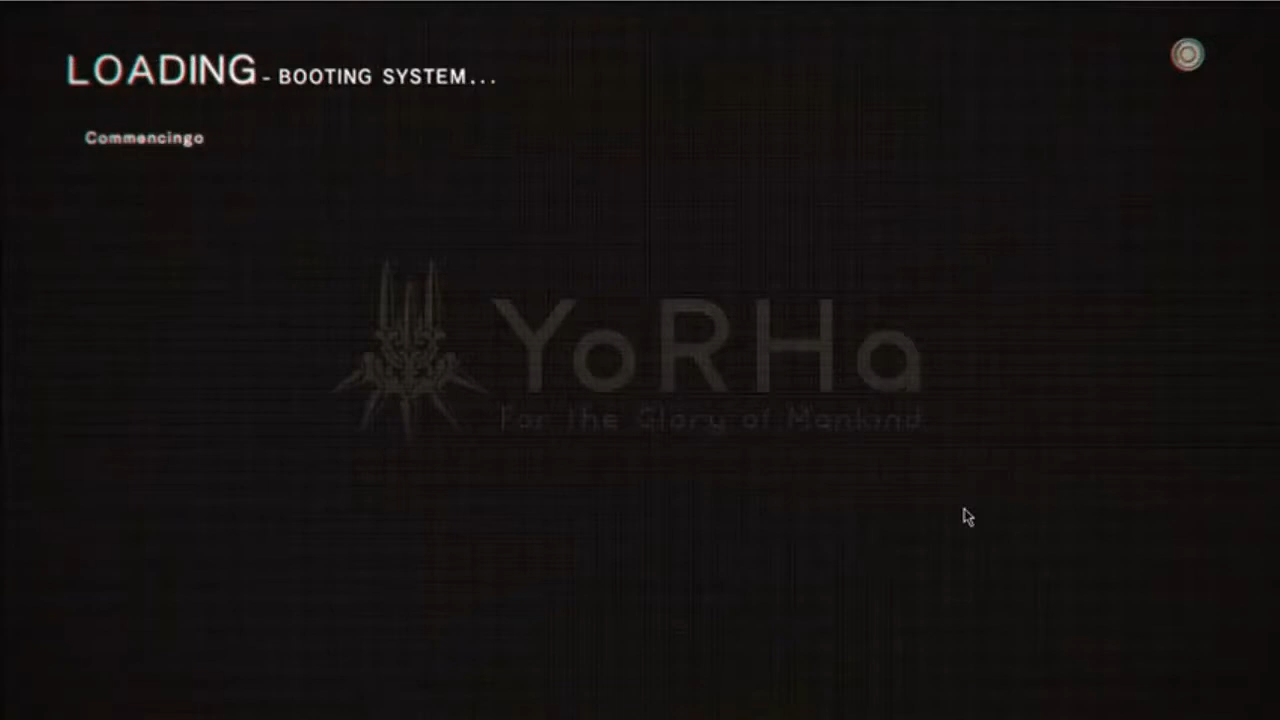 LOADING - BOOTING SYSTEM...
Commencingo
YoRHa
For the Glory of Mankind